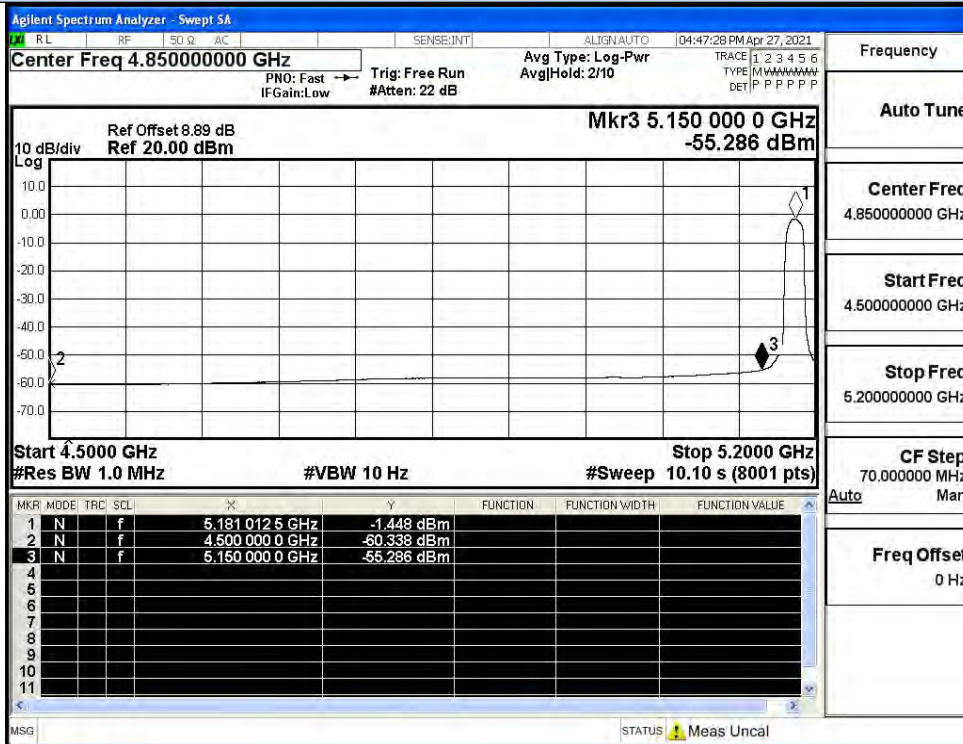 Agilent Spectrum Analyzer - Swept SA
LXI RL RF 50 Ω AC SENSE:INT ALIGN AUTO 04:47:28 PM Apr 27, 2021
Center Freq 4.850000000 GHz
PNO: Fast
IFGain:Low
Trig: Free Run
#Atten: 22 dB
Avg Type: Log-Pwr
Avg|Hold: 2/10
TRACE 1 2 3 4 5 6
TYPE M WWWWW
DET P P P P P P
Mkr3 5.150 000 0 GHz
-55.286 dBm
Ref Offset 8.89 dB
10 dB/div Ref 20.00 dBm
Log
10.0
0.00
-10.0
-20.0
-30.0
-40.0
-50.0
-60.0
-70.0
1
2
3
Start 4.5000 GHz Stop 5.2000 GHz
#Res BW 1.0 MHz #VBW 10 Hz #Sweep 10.10 s (8001 pts)
MKR MODE TRC SCL X Y FUNCTION FUNCTION WIDTH FUNCTION VALUE
1 N f 5.181 012 5 GHz -1.448 dBm
2 N f 4.500 000 0 GHz -60.338 dBm
3 N f 5.150 000 0 GHz -55.286 dBm
4
5
6
7
8
9
10
11
MSG STATUS Meas Uncal
Frequency
Auto Tune
Center Freq
4.850000000 GHz
Start Freq
4.500000000 GHz
Stop Freq
5.200000000 GHz
CF Step
70.000000 MHz
Auto Man
Freq Offset
0 Hz